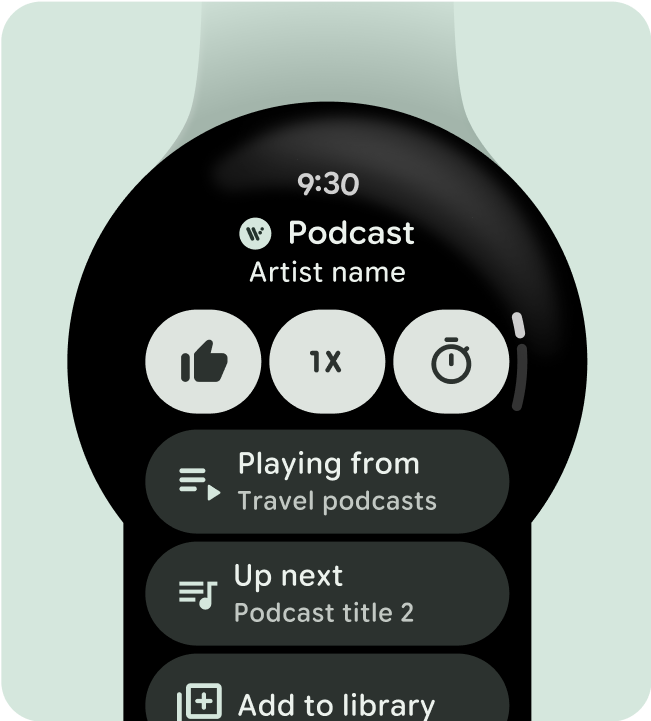 9:30
Podcast
Artist name
1X
Playing from
Travel podcasts
Up next
Podcast title 2
Add to library